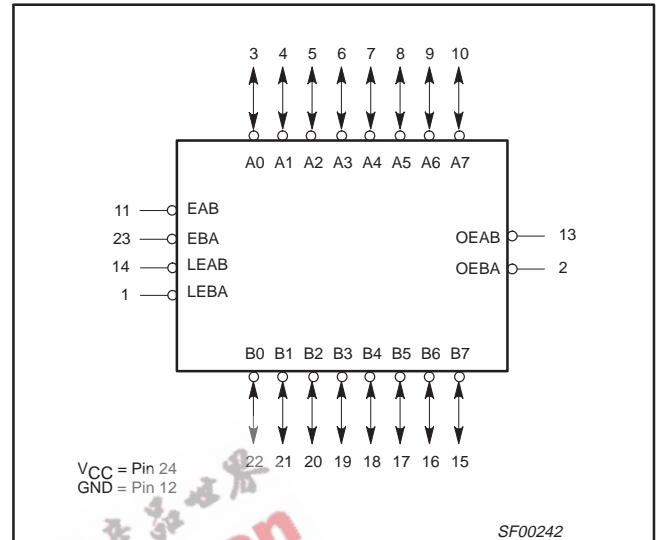 3 4 5 6 7 8 9 10
A0 A1 A2 A3 A4 A5 A6 A7
11 EAB
23 EBA
14 LEAB
1 LEBA
OEAB 13
OEBA 2
B0 B1 B2 B3 B4 B5 B6 B7
22 21 20 19 18 17 16 15
VCC = Pin 24
GND = Pin 12
SF00242